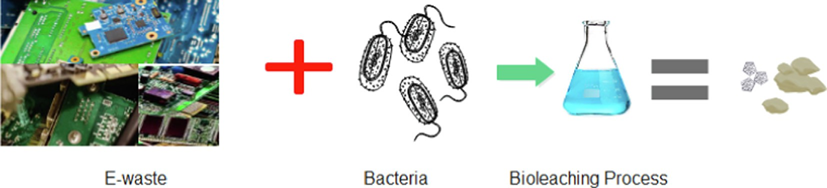 E-waste
Bacteria
Bioleaching Process